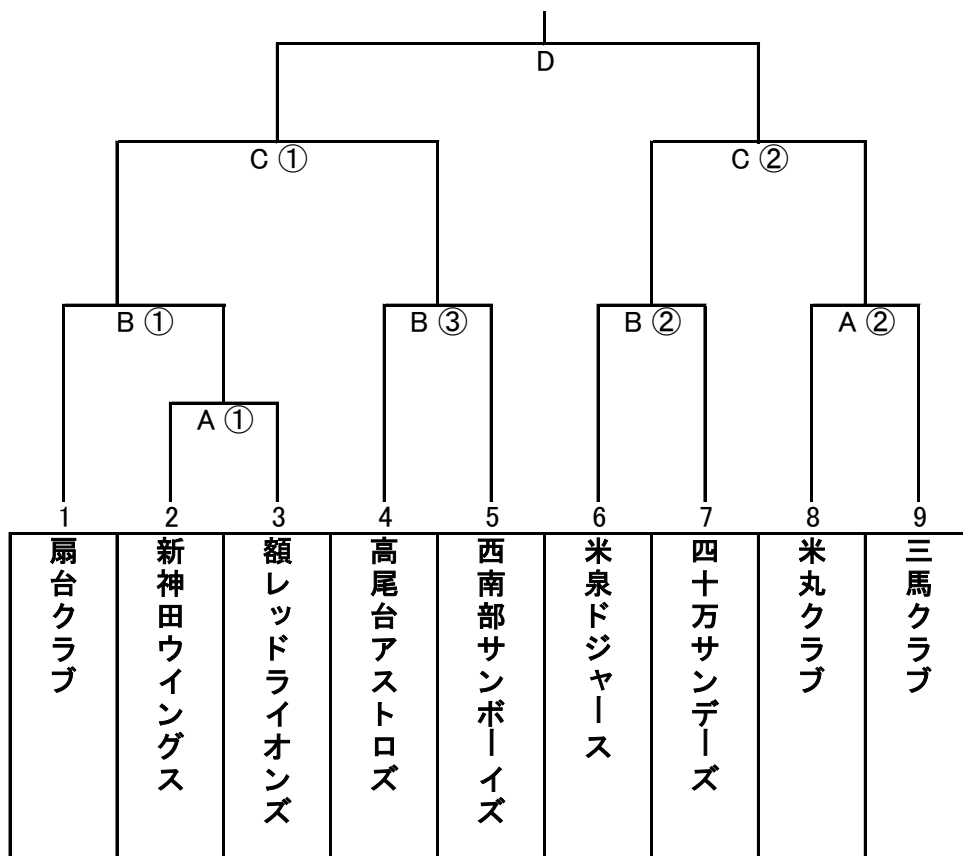 D
C ① C ②
B ① B ③ B ② A ②
A ①
1 2 3 4 5 6 7 8 9
扇台クラブ
新神田ウイングス
額レッドライオンズ
高尾台アストロズ
西南部サンボーイズ
米泉ドジャース
四十万サンデーズ
米丸クラブ
三馬クラブ